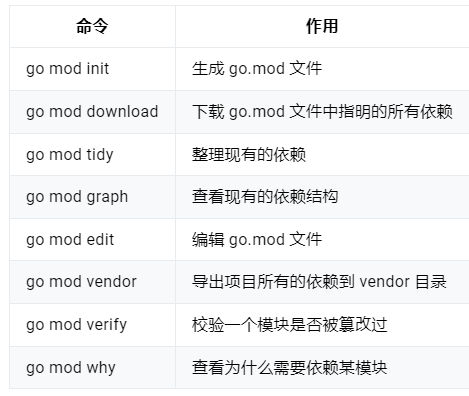 命令 作用
go mod init 生成 go.mod 文件
go mod download 下载 go.mod 文件中指明的所有依赖
go mod tidy 整理现有的依赖
go mod graph 查看现有的依赖结构
go mod edit 编辑 go.mod 文件
go mod vendor 导出项目所有的依赖到 vendor 目录
go mod verify 校验一个模块是否被篡改过
go mod why 查看为什么需要依赖某模块